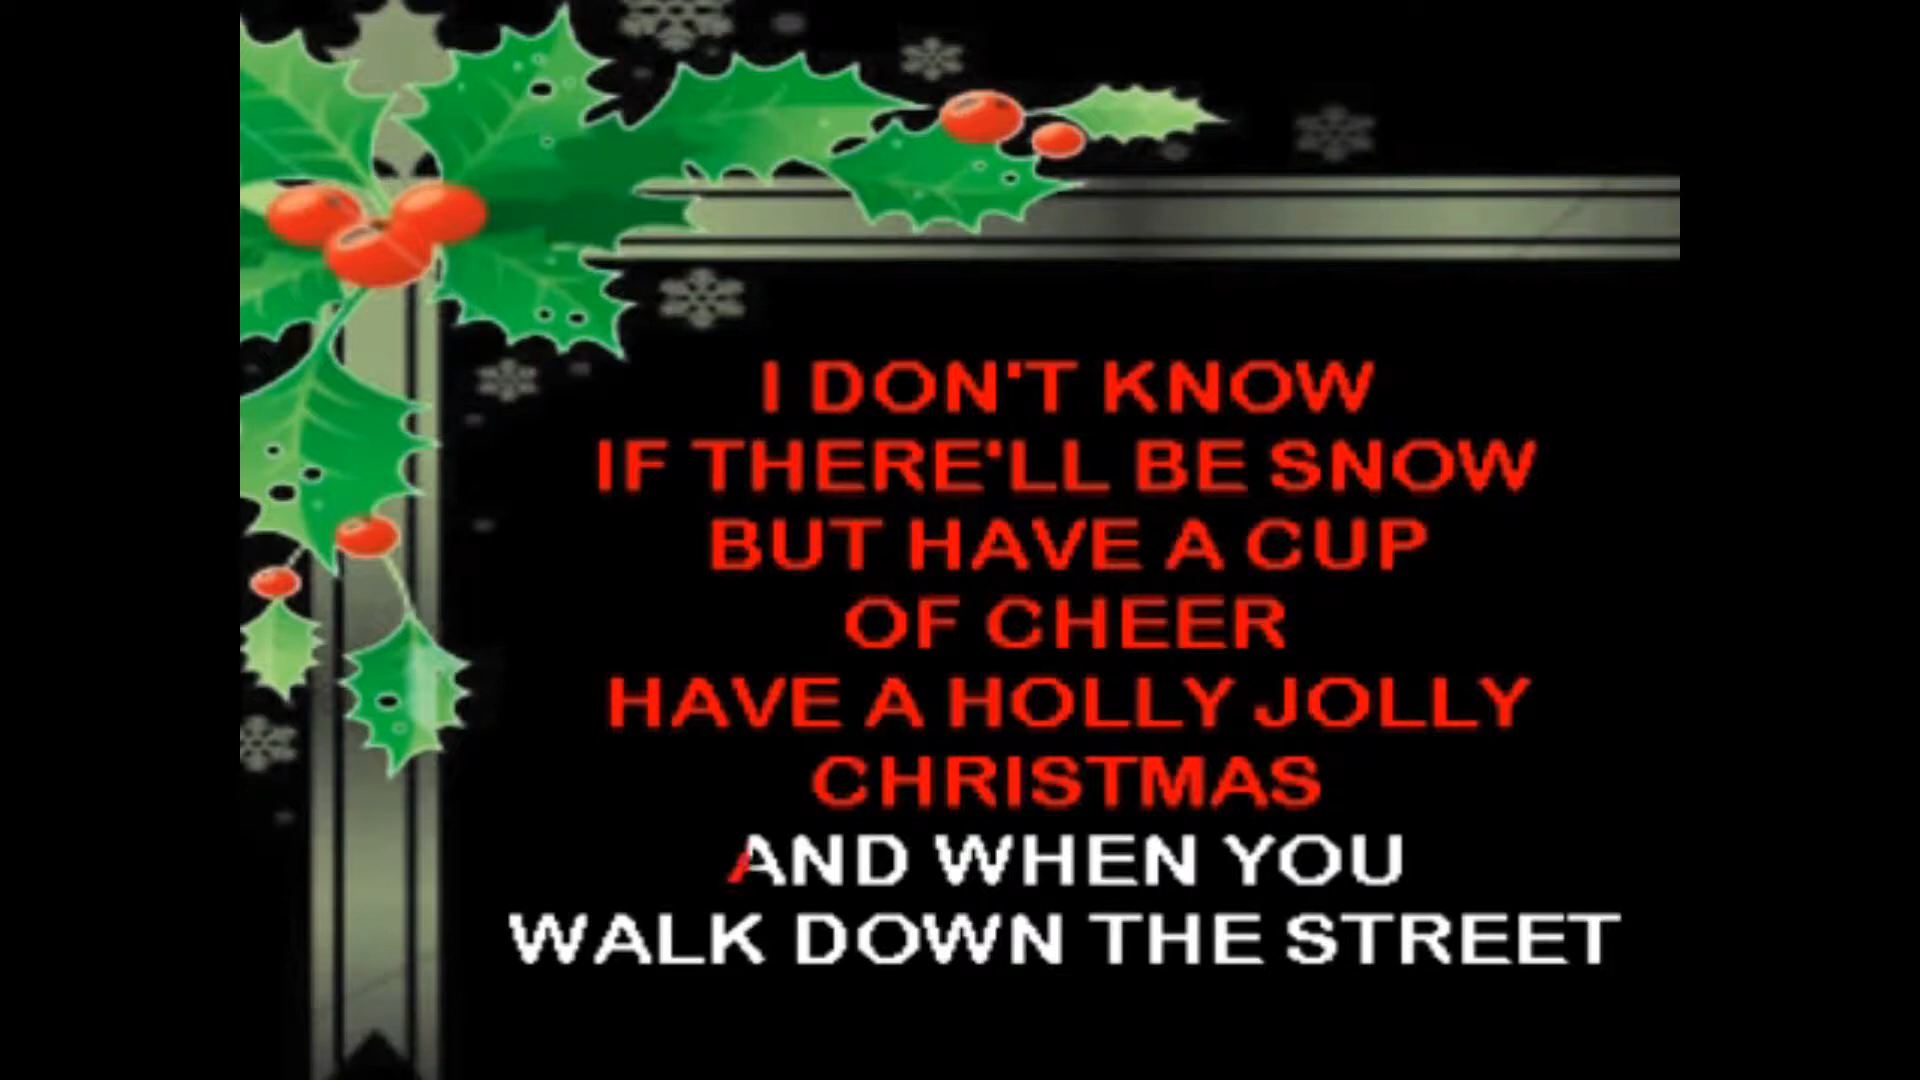 I DON'T KNOW
IF THERE'LL BE SNOW
BUT HAVE A CUP
OF CHEER
HAVE A HOLLY JOLLY
CHRISTMAS
AND WHEN YOU
WALK DOWN THE STREET